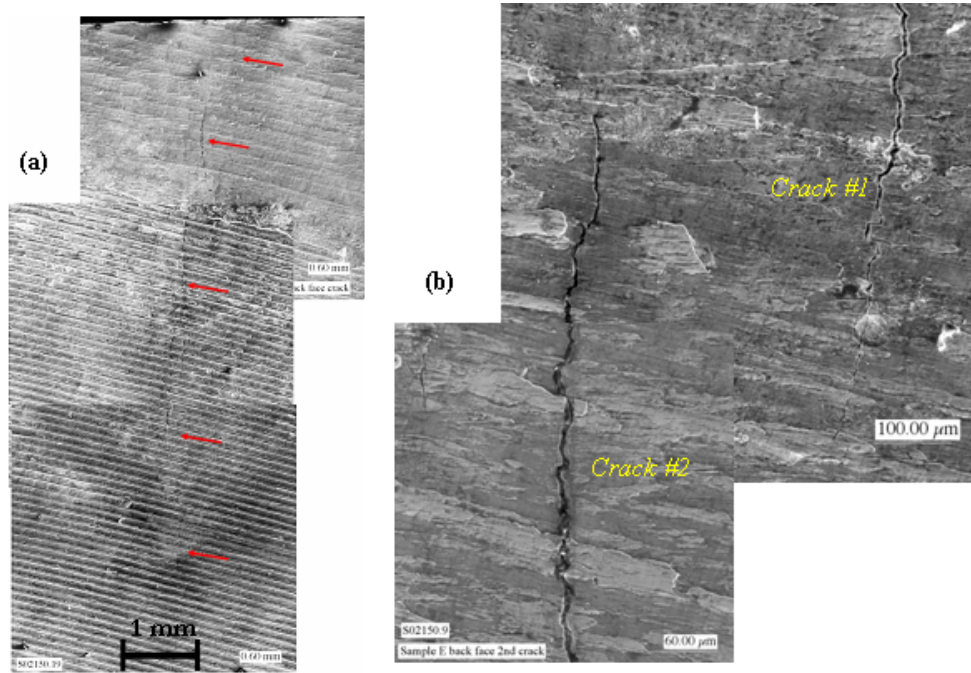 (a)
0.60 mm
ack face crack
1 mm
S02150.19
0.60 mm
(b)
Crack #1
100.00 µm
Crack #2
S02150.9
60.00 µm
Sample E back face 2nd crack